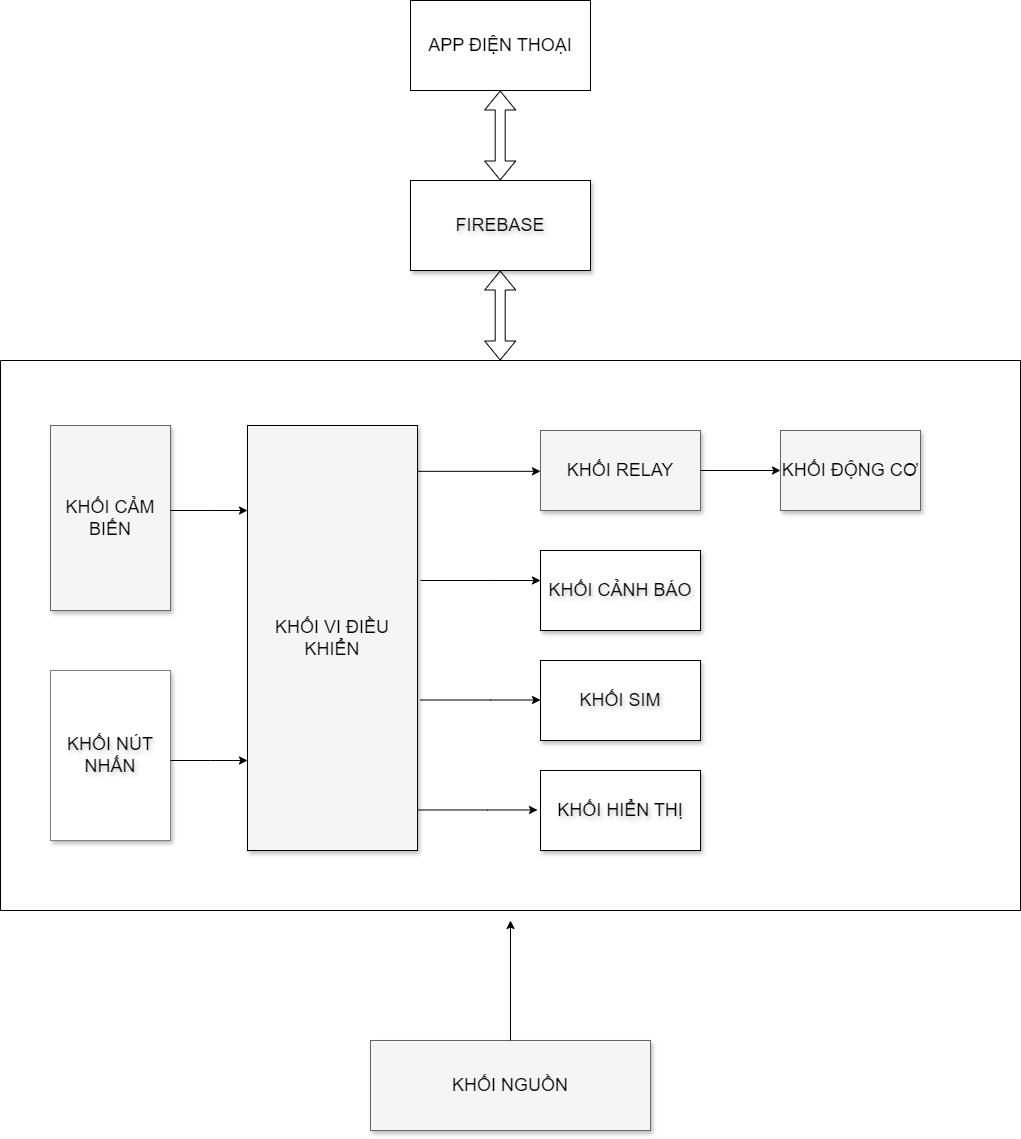 APP ĐIỆN THOẠI
FIREBASE
KHỐI CẢM
BIẾN
KHỐI NÚT
NHẤN
KHỐI VI ĐIỀU
KHIỂN
KHỐI RELAY
KHỐI ĐỘNG CƠ
KHỐI CẢNH BÁO
KHỐI SIM
KHỐI HIỂN THỊ
KHỐI NGUỒN